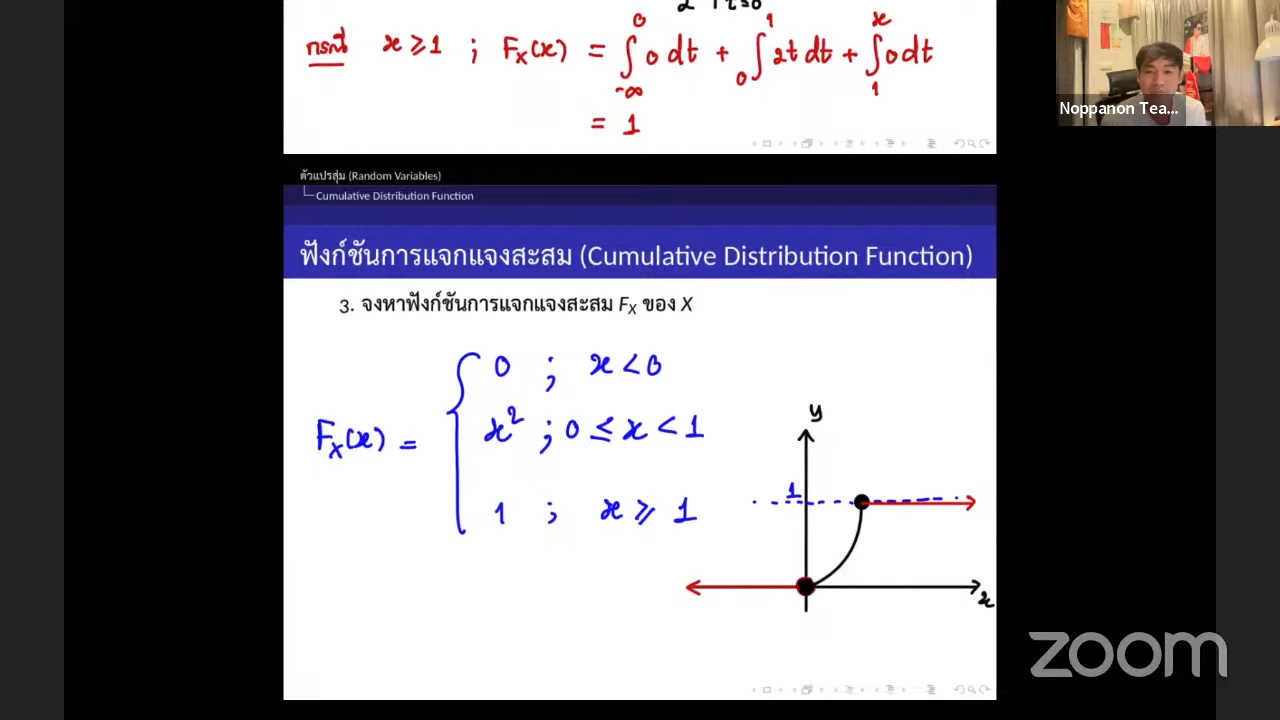 กรณี x ≥ 1 ; F_X(x) = ∫_{-∞}^{0} 0 dt + ∫_{0}^{1} 2t dt + ∫_{1}^{x} 0 dt
= 1
Noppanon Tea...
ตัวแปรสุ่ม (Random Variables)
Cumulative Distribution Function
ฟังก์ชันการแจกแจงสะสม (Cumulative Distribution Function)
3. จงหาฟังก์ชันการแจกแจงสะสม F_X ของ X
0 ; x < 0
F_X(x) = { x² ; 0 ≤ x < 1
1 ; x ≥ 1
y
1
x
zoom